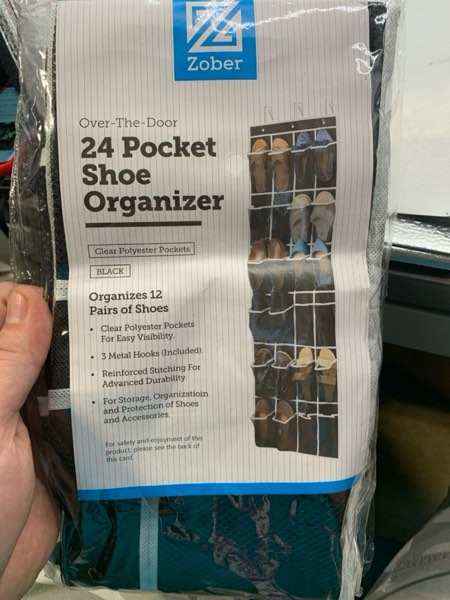 Zober
Over-The-Door
24 Pocket
Shoe
Organizer
Clear Polyester Pockets
BLACK
Organizes 12
Pairs of Shoes
• Clear Polyester Pockets
For Easy Visibility.
• 3 Metal Hooks (Included).
• Reinforced Stitching For
Advanced Durability.
• For Storage, Organizatioin
and Protection of Shoes
and Accessories.
For safety and enjoyment of this
product, please see the back of
this card.